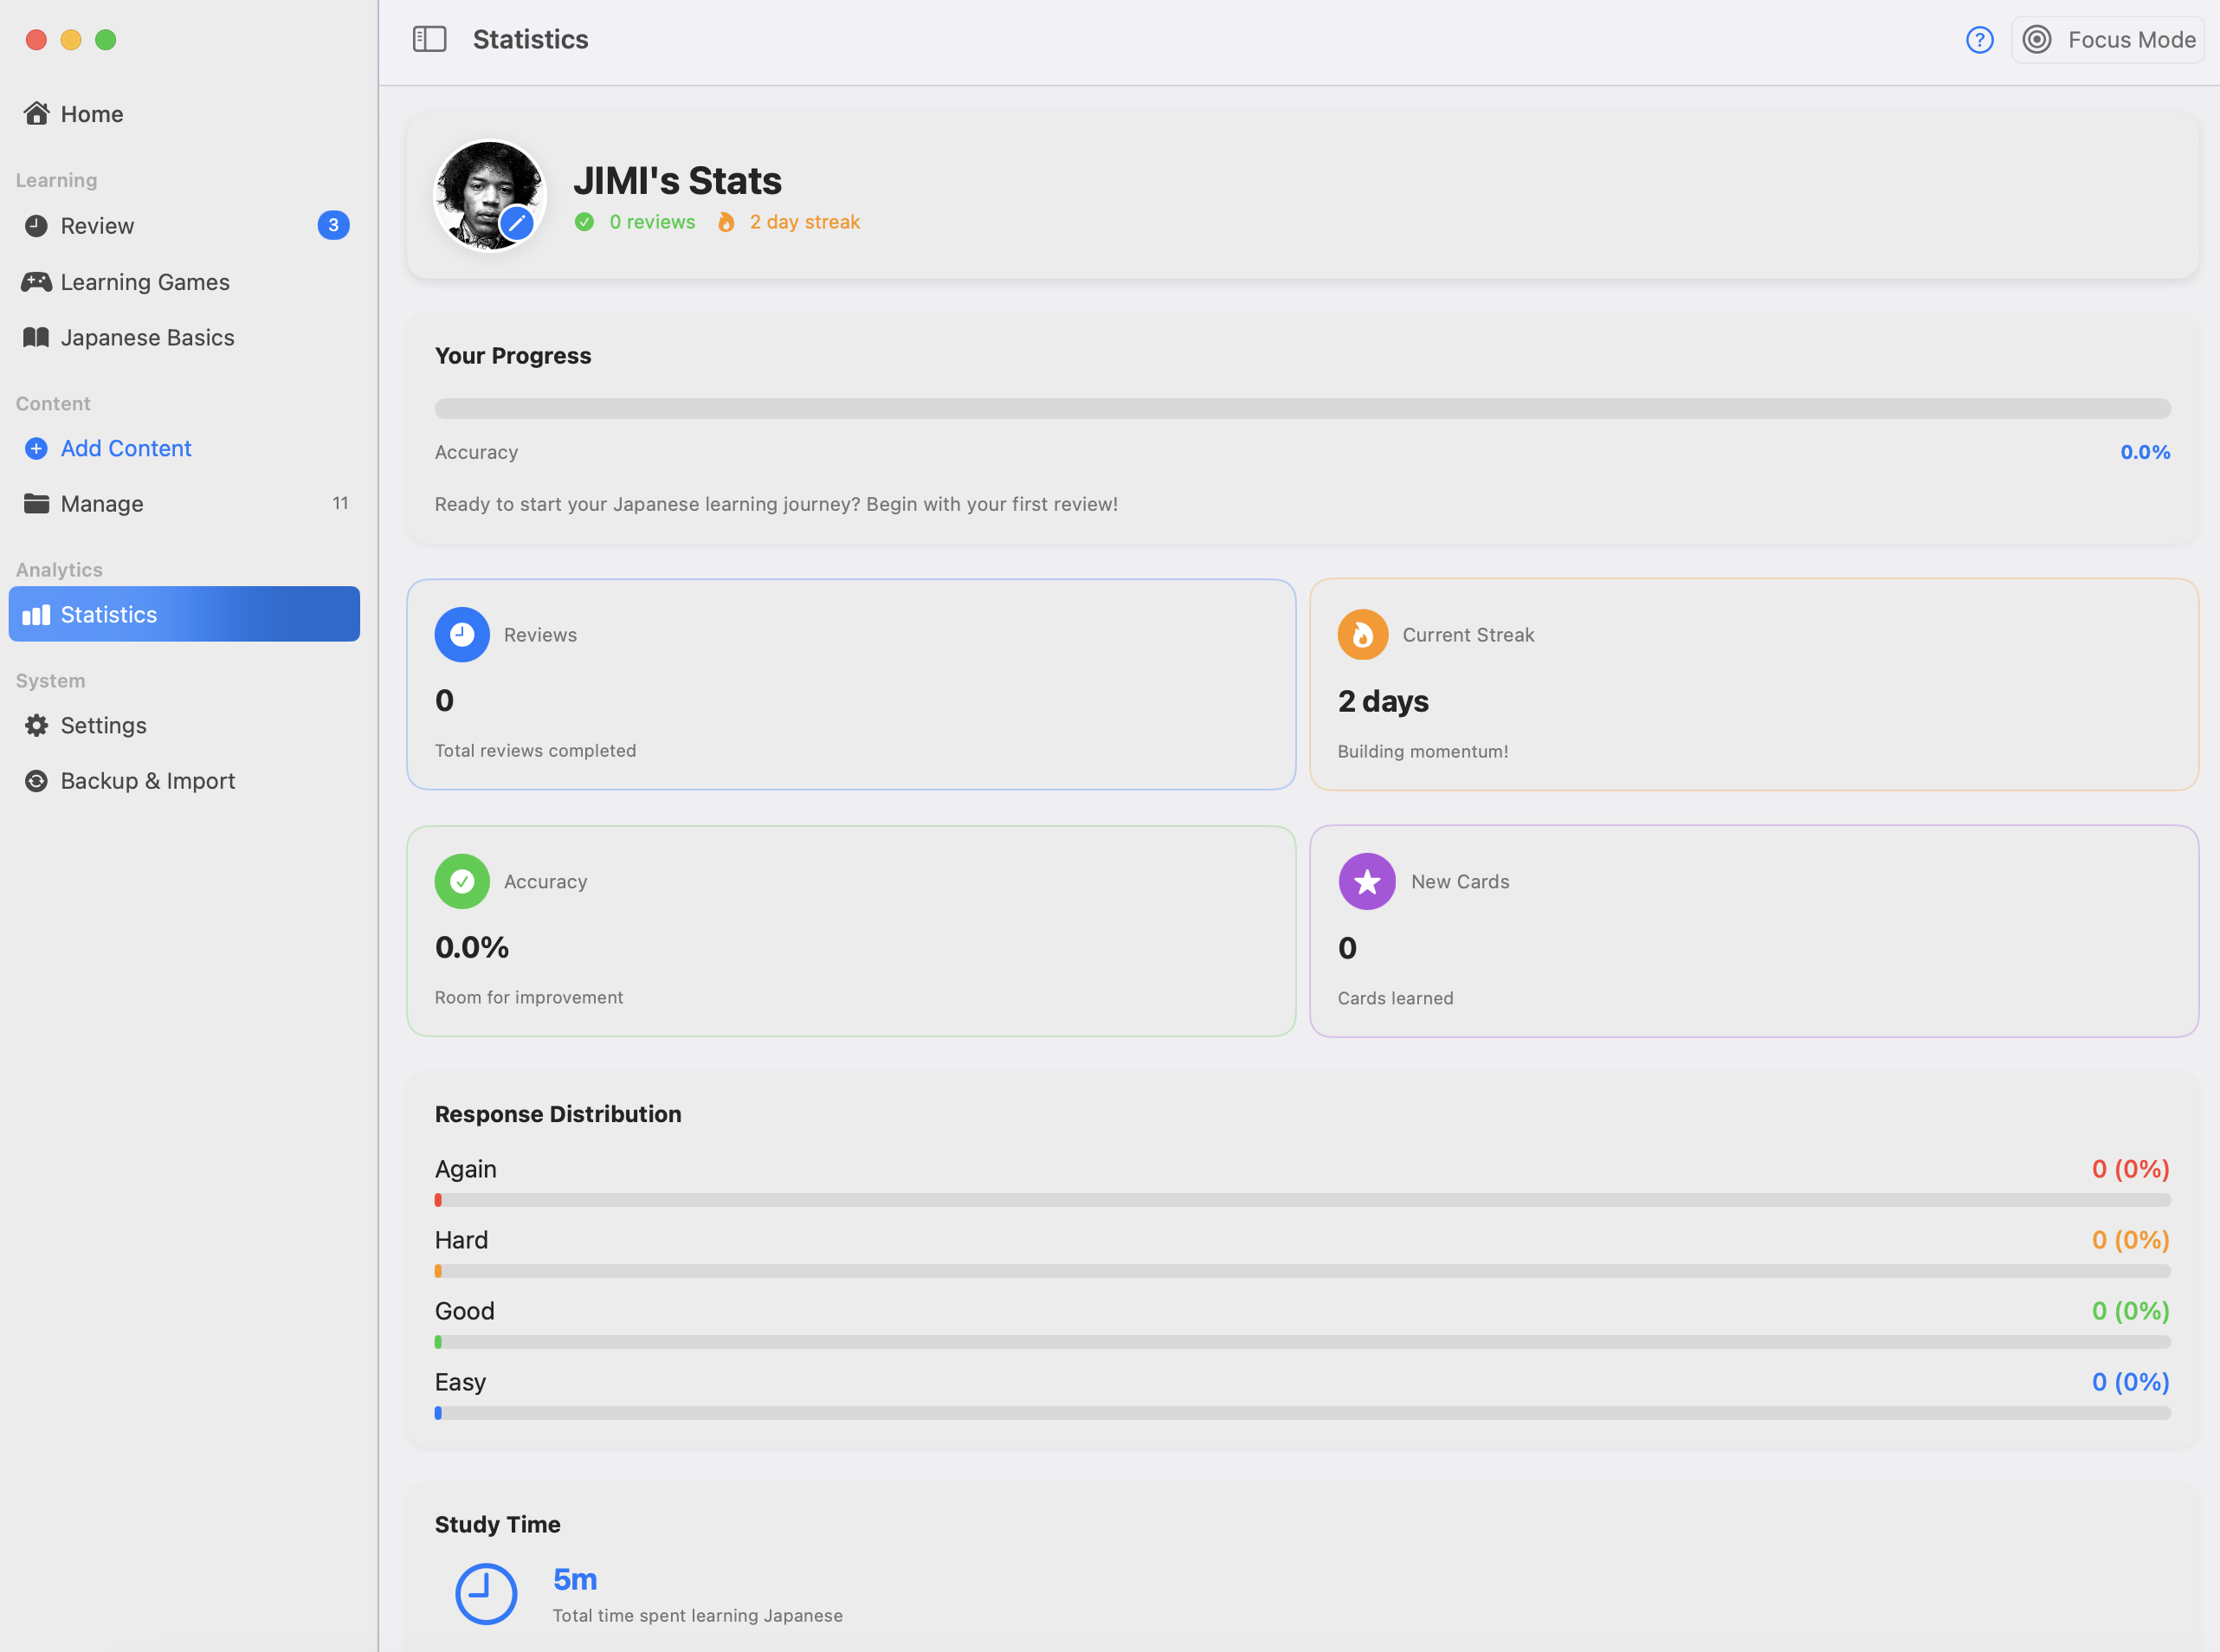 Statistics
Focus Mode
Home
Learning
Review 3
Learning Games
Japanese Basics
Content
Add Content
Manage 11
Analytics
Statistics
System
Settings
Backup & Import
JIMI's Stats
0 reviews 2 day streak
Your Progress
Accuracy 0.0%
Ready to start your Japanese learning journey? Begin with your first review!
Reviews
0
Total reviews completed
Current Streak
2 days
Building momentum!
Accuracy
0.0%
Room for improvement
New Cards
0
Cards learned
Response Distribution
Again 0 (0%)
Hard 0 (0%)
Good 0 (0%)
Easy 0 (0%)
Study Time
5m
Total time spent learning Japanese